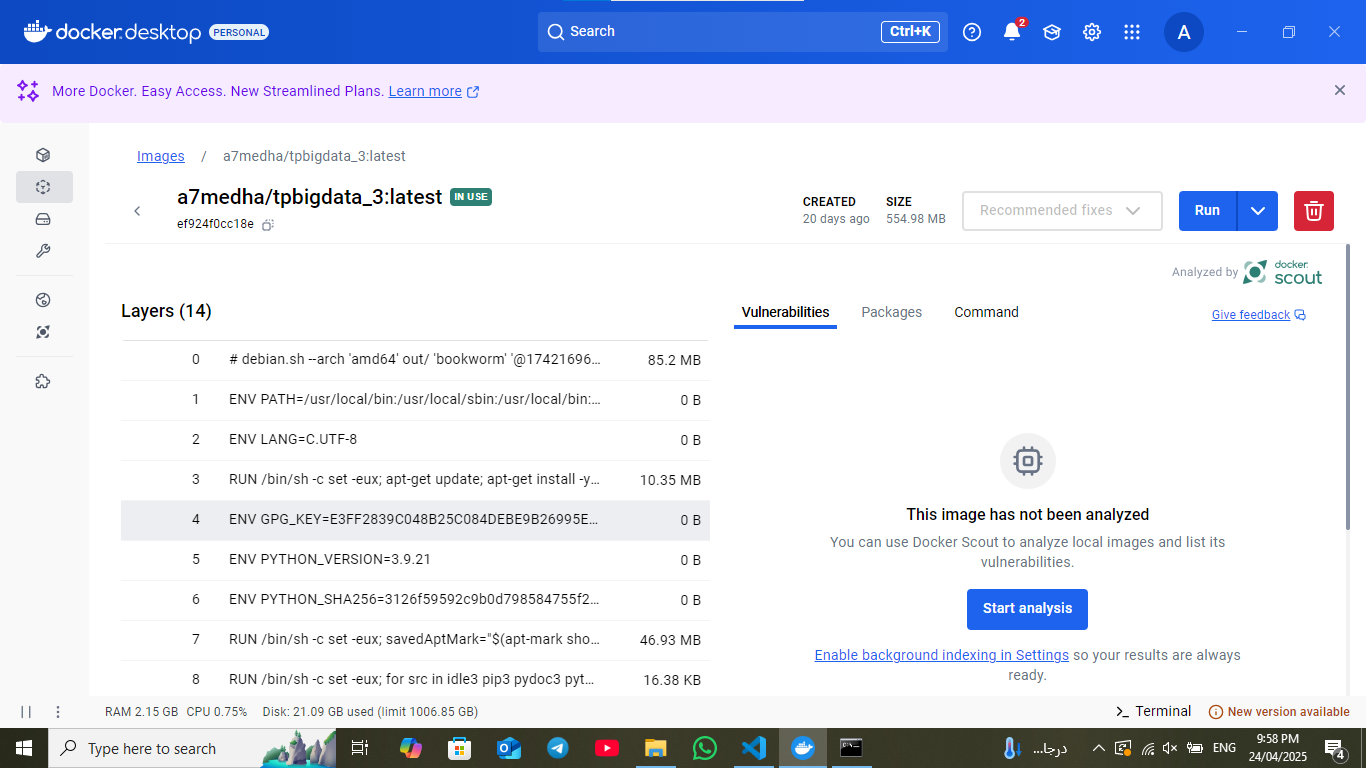 docker. desktop PERSONAL
Search Ctrl+K
2
A
More Docker. Easy Access. New Streamlined Plans. Learn more
Images / a7medha/tpbigdata_3:latest
a7medha/tpbigdata_3:latest IN USE
ef924f0cc18e
CREATED
20 days ago
SIZE
554.98 MB
Recommended fixes
Run
Analyzed by docker scout
Layers (14)
0 # debian.sh --arch 'amd64' out/ 'bookworm' '@17421696... 85.2 MB
1 ENV PATH=/usr/local/bin:/usr/local/sbin:/usr/local/bin:... 0 B
2 ENV LANG=C.UTF-8 0 B
3 RUN /bin/sh -c set -eux; apt-get update; apt-get install -y... 10.35 MB
4 ENV GPG_KEY=E3FF2839C048B25C084DEBE9B26995E... 0 B
5 ENV PYTHON_VERSION=3.9.21 0 B
6 ENV PYTHON_SHA256=3126f59592c9b0d798584755f2... 0 B
7 RUN /bin/sh -c set -eux; savedAptMark="$(apt-mark sho... 46.93 MB
8 RUN /bin/sh -c set -eux; for src in idle3 pip3 pydoc3 pyt... 16.38 KB
Vulnerabilities Packages Command
Give feedback
This image has not been analyzed
You can use Docker Scout to analyze local images and list its
vulnerabilities.
Start analysis
Enable background indexing in Settings so your results are always
ready.
RAM 2.15 GB CPU 0.75% Disk: 21.09 GB used (limit 1006.85 GB)
Terminal
New version available
Type here to search
درجا...
ENG
9:58 PM
24/04/2025
4